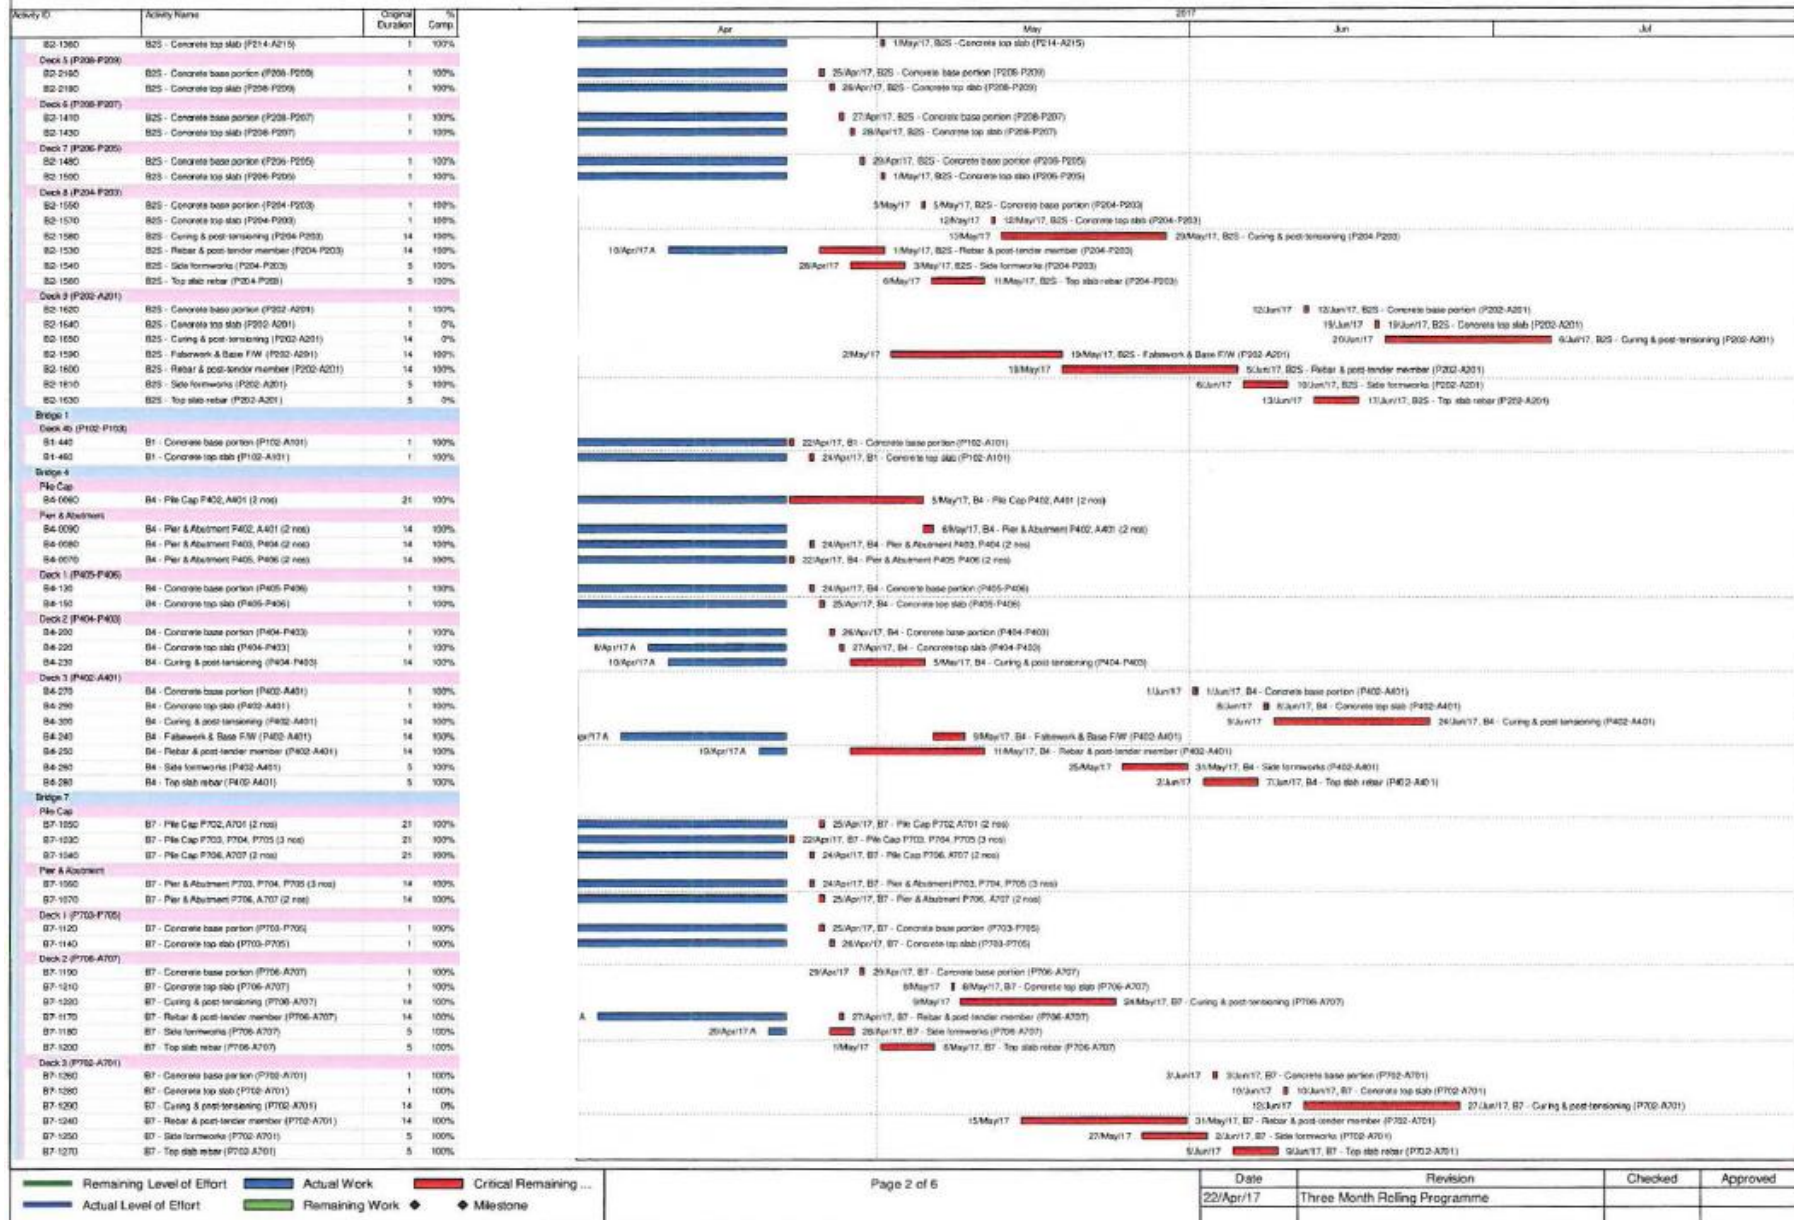 Activity ID Activity Name Original Duration % Comp. 2017
Apr May Jun Jul
B2-1360 B2S - Concrete top slab (P214-A215) 1 100% 1/May/17, B2S - Concrete top slab (P214-A215)
Deck 5 (P208-P209)
B2S - Concrete base portion (P208-P209) 1 100% 25/Apr/17, B2S - Concrete base portion (P208-P209)
B2-2180 B2S - Concrete top slab (P208-P209) 1 100% 26/Apr/17, B2S - Concrete top slab (P208-P209)
B2-1410 B2S - Concrete base portion (P208-P207) 1 100% 27/Apr/17, B2S - Concrete base portion (P208-P207)
B2-1430 B2S - Concrete top slab (P208-P207) 1 100% 28/Apr/17, B2S - Concrete top slab (P208-P207)
Deck 7 (P206-P205)
B2-1480 B2S - Concrete base portion (P206-P205) 1 100% 29/Apr/17, B2S - Concrete base portion (P206-P205)
B2-1500 B2S - Concrete top slab (P206-P205) 1 100% 1/May/17, B2S - Concrete top slab (P206-P205)
Deck 8 (P204-P203)
B2-1550 B2S - Concrete base portion (P204-P203) 1 100% 5/May/17 5/May/17, B2S - Concrete base portion (P204-P203)
B2-1570 B2S - Concrete top slab (P204-P203) 1 100% 12/May/17 12/May/17, B2S - Concrete top slab (P204-P203)
B2-1580 B2S - Curing & post-tensioning (P204-P203) 14 100% 13/May/17 29/May/17, B2S - Curing & post-tensioning (P204-P203)
B2-1530 B2S - Rebar & post-tender member (P204-P203) 14 100% 10/Apr/17 A 1/May/17, B2S - Rebar & post-tender member (P204-P203)
B2-1540 B2S - Side formworks (P204-P203) 5 100% 28/Apr/17 3/May/17, B2S - Side formworks (P204-P203)
B2-1560 B2S - Top slab rebar (P204-P203) 5 100% 6/May/17 11/May/17, B2S - Top slab rebar (P204-P203)
Deck 9 (P202-A201)
B2-1620 B2S - Concrete base portion (P202-A201) 1 100% 12/Jun/17 12/Jun/17, B2S - Concrete base portion (P202-A201)
B2-1640 B2S - Concrete top slab (P202-A201) 1 0% 19/Jun/17 19/Jun/17, B2S - Concrete top slab (P202-A201)
B2-1650 B2S - Curing & post-tensioning (P202-A201) 14 0% 20/Jun/17 6/Jul/17, B2S - Curing & post-tensioning (P202-A201)
B2-1590 B2S - Falsework & Base F/W (P202-A201) 14 100% 2/May/17 19/May/17, B2S - Falsework & Base F/W (P202-A201)
B2-1600 B2S - Rebar & post-tender member (P202-A201) 14 100% 19/May/17 5/Jun/17, B2S - Rebar & post-tender member (P202-A201)
B2-1610 B2S - Side formworks (P202-A201) 5 100% 6/Jun/17 10/Jun/17, B2S - Side formworks (P202-A201)
B2-1630 B2S - Top slab rebar (P202-A201) 5 0% 13/Jun/17 17/Jun/17, B2S - Top slab rebar (P202-A201)
Bridge 1
Deck 4b (P102-P103)
B1-440 B1 - Concrete base portion (P102-A101) 1 100% 22/Apr/17, B1 - Concrete base portion (P102-A101)
B1-460 B1 - Concrete top slab (P102-A101) 1 100% 24/Apr/17, B1 - Concrete top slab (P102-A101)
Bridge 4
Pile Cap
B4-0060 B4 - Pile Cap P402, A401 (2 nos) 21 100% 5/May/17, B4 - Pile Cap P402, A401 (2 nos)
Pier & Abutment
B4-0090 B4 - Pier & Abutment P402, A401 (2 nos) 14 100% 6/May/17, B4 - Pier & Abutment P402, A401 (2 nos)
B4-0080 B4 - Pier & Abutment P403, P404 (2 nos) 14 100% 24/Apr/17, B4 - Pier & Abutment P403, P404 (2 nos)
B4-0070 B4 - Pier & Abutment P405, P406 (2 nos) 14 100% 22/Apr/17, B4 - Pier & Abutment P405, P406 (2 nos)
Deck 1 (P405-P406)
B4-130 B4 - Concrete base portion (P405-P406) 1 100% 24/Apr/17, B4 - Concrete base portion (P405-P406)
B4-150 B4 - Concrete top slab (P405-P406) 1 100% 25/Apr/17, B4 - Concrete top slab (P405-P406)
Deck 2 (P404-P403)
B4-200 B4 - Concrete base portion (P404-P403) 1 100% 26/Apr/17, B4 - Concrete base portion (P404-P403)
B4-220 B4 - Concrete top slab (P404-P403) 1 100% 8/Apr/17 A 27/Apr/17, B4 - Concrete top slab (P404-P403)
B4-230 B4 - Curing & post-tensioning (P404-P403) 14 100% 10/Apr/17 A 5/May/17, B4 - Curing & post-tensioning (P404-P403)
Deck 3 (P402-A401)
B4-270 B4 - Concrete base portion (P402-A401) 1 100% 1/Jun/17 1/Jun/17, B4 - Concrete base portion (P402-A401)
B4-290 B4 - Concrete top slab (P402-A401) 1 100% 8/Jun/17 8/Jun/17, B4 - Concrete top slab (P402-A401)
B4-300 B4 - Curing & post-tensioning (P402-A401) 14 100% 9/Jun/17 24/Jun/17, B4 - Curing & post tensioning (P402-A401)
B4-240 B4 - Falsework & Base F/W (P402-A401) 14 100% pr/17 A 9/May/17, B4 - Falsework & Base F/W (P402-A401)
B4-250 B4 - Rebar & post-tender member (P402-A401) 14 100% 19/Apr/17 A 11/May/17, B4 - Rebar & post-tender member (P402-A401)
B4-260 B4 - Side formworks (P402-A401) 5 100% 25/May/17 31/May/17, B4 - Side formworks (P402-A401)
B4-280 B4 - Top slab rebar (P402-A401) 5 100% 2/Jun/17 7/Jun/17, B4 - Top slab rebar (P402-A401)
Bridge 7
Pile Cap
B7-1050 B7 - Pile Cap P702, A701 (2 nos) 21 100% 25/Apr/17, B7 - Pile Cap P702, A701 (2 nos)
B7-1030 B7 - Pile Cap P703, P704, P705 (3 nos) 21 100% 22/Apr/17, B7 - Pile Cap P703, P704, P705 (3 nos)
B7-1040 B7 - Pile Cap P706, A707 (2 nos) 21 100% 24/Apr/17, B7 - Pile Cap P706, A707 (2 nos)
Pier & Abutment
B7-1060 B7 - Pier & Abutment P703, P704, P705 (3 nos) 14 100% 24/Apr/17, B7 - Pier & Abutment P703, P704, P705 (3 nos)
B7-1070 B7 - Pier & Abutment P706, A707 (2 nos) 14 100% 25/Apr/17, B7 - Pier & Abutment P706, A707 (2 nos)
Deck 1 (P703-P705)
B7-1120 B7 - Concrete base portion (P703-P705) 1 100% 25/Apr/17, B7 - Concrete base portion (P703-P705)
B7-1140 B7 - Concrete top slab (P703-P705) 1 100% 26/Apr/17, B7 - Concrete top slab (P703-P705)
Deck 2 (P706-A707)
B7-1190 B7 - Concrete base portion (P706-A707) 1 100% 29/Apr/17 29/Apr/17, B7 - Concrete base portion (P706-A707)
B7-1210 B7 - Concrete top slab (P706-A707) 1 100% 8/May/17 8/May/17, B7 - Concrete top slab (P706-A707)
B7-1220 B7 - Curing & post-tensioning (P706-A707) 14 100% 9/May/17 24/May/17, B7 - Curing & post-tensioning (P706-A707)
B7-1170 B7 - Rebar & post-tender member (P706-A707) 14 100% A 27/Apr/17, B7 - Rebar & post-tender member (P706-A707)
B7-1180 B7 - Side formworks (P706-A707) 5 100% 20/Apr/17 A 28/Apr/17, B7 - Side formworks (P706-A707)
B7-1200 B7 - Top slab rebar (P706-A707) 5 100% 1/May/17 6/May/17, B7 - Top slab rebar (P706-A707)
Deck 3 (P702-A701)
B7-1260 B7 - Concrete base portion (P702-A701) 1 100% 3/Jun/17 3/Jun/17, B7 - Concrete base portion (P702-A701)
B7-1280 B7 - Concrete top slab (P702-A701) 1 100% 10/Jun/17 10/Jun/17, B7 - Concrete top slab (P702-A701)
B7-1290 B7 - Curing & post-tensioning (P702-A701) 14 0% 12/Jun/17 27/Jun/17, B7 - Curing & post-tensioning (P702-A701)
B7-1240 B7 - Rebar & post-tender member (P702-A701) 14 100% 15/May/17 31/May/17, B7 - Rebar & post-tender member (P702-A701)
B7-1250 B7 - Side formworks (P702-A701) 5 100% 27/May/17 2/Jun/17, B7 - Side formworks (P702-A701)
B7-1270 B7 - Top slab rebar (P702-A701) 5 100% 5/Jun/17 9/Jun/17, B7 - Top slab rebar (P702-A701)
Remaining Level of Effort Actual Work Critical Remaining ...
Actual Level of Effort Remaining Work Milestone
Page 2 of 6
Date Revision Checked Approved
22/Apr/17 Three Month Rolling Programme